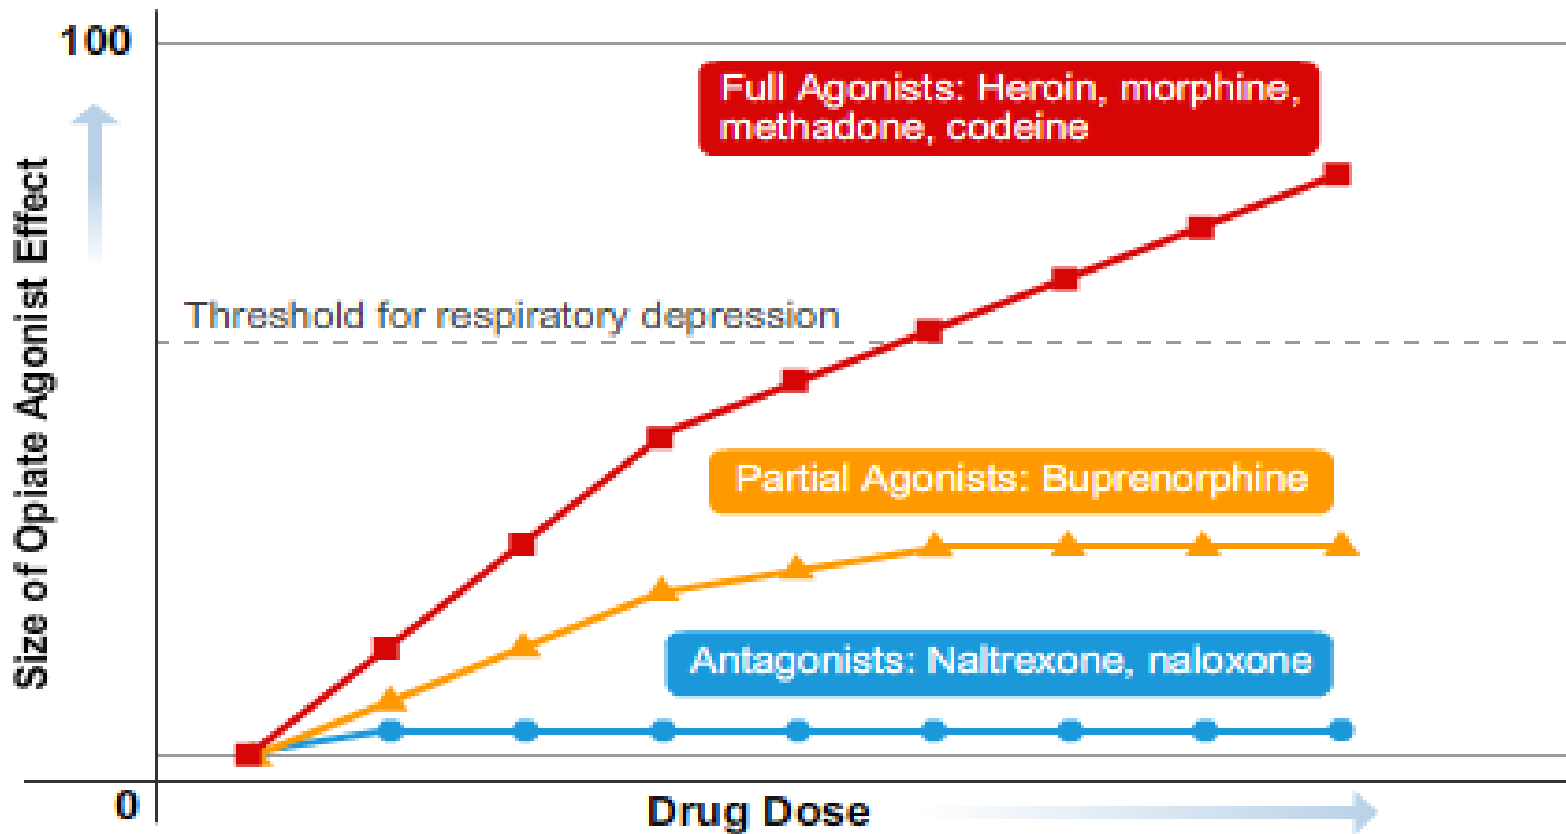 100
Full Agonists: Heroin, morphine,
methadone, codeine
Size of Opiate Agonist Effect
Threshold for respiratory depression
Partial Agonists: Buprenorphine
Antagonists: Naltrexone, naloxone
0
Drug Dose